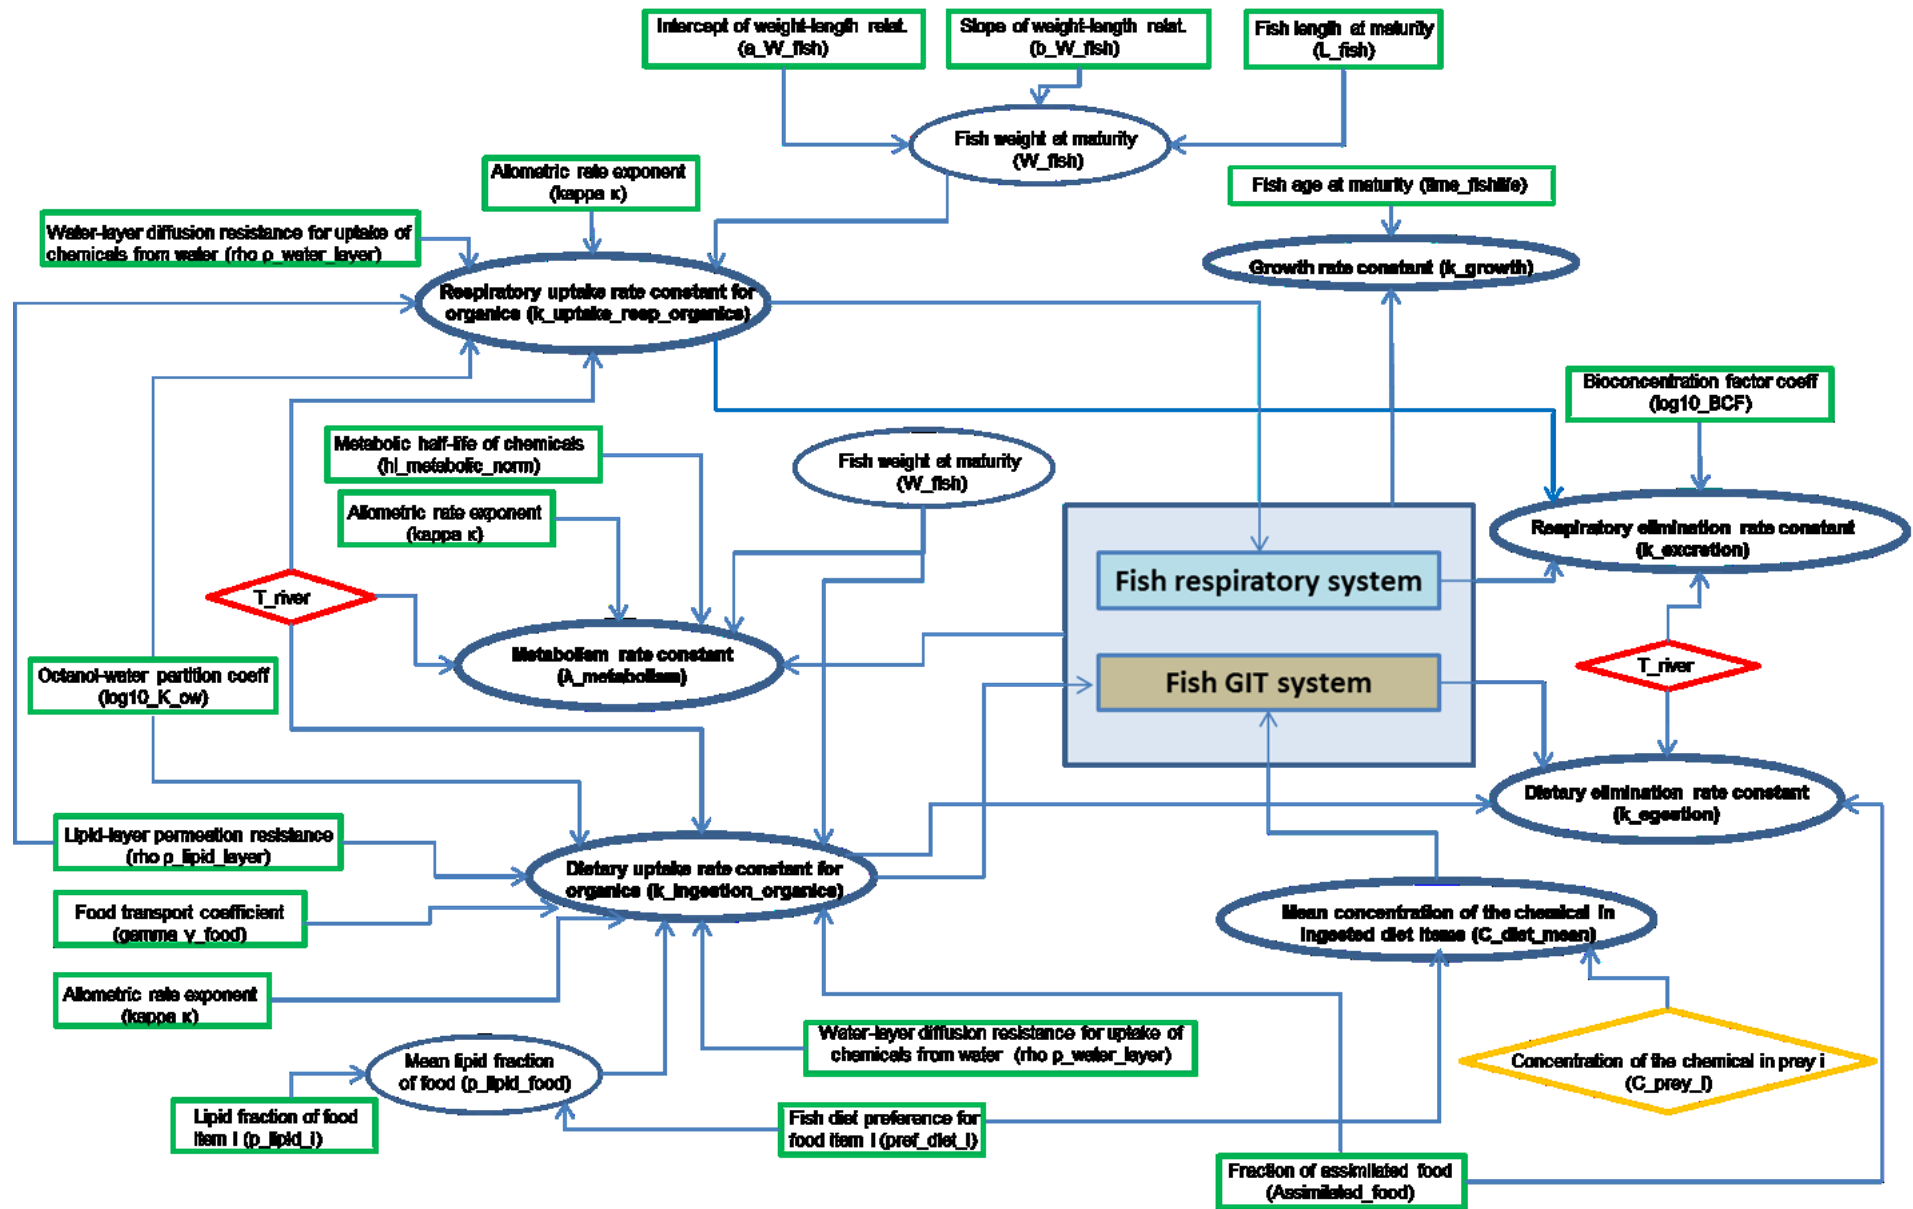 Intercept of weight-length relat.
(a_W_fish)
Slope of weight-length relat.
(b_W_fish)
Fish length at maturity
(L_fish)
Fish weight at maturity
(W_fish)
Allometric rate exponent
(kappa κ)
Fish age at maturity (time_fishlife)
Water-layer diffusion resistance for uptake of
chemicals from water (rho ρ_water_layer)
Growth rate constant (k_growth)
Respiratory uptake rate constant for
organics (k_uptake_resp_organics)
Bioconcentration factor coeff
(log10_BCF)
Metabolic half-life of chemicals
(hl_metabolic_norm)
Fish weight at maturity
(W_fish)
Allometric rate exponent
(kappa κ)
Respiratory elimination rate constant
(k_excretion)
Fish respiratory system
T_river
Metabolism rate constant
(λ_metabolism)
T_river
Octanol-water partition coeff
(log10_K_ow)
Fish GIT system
Dietary elimination rate constant
(k_egestion)
Lipid-layer permeation resistance
(rho ρ_lipid_layer)
Dietary uptake rate constant for
organics (k_ingestion_organics)
Food transport coefficient
(gamma γ_food)
Mean concentration of the chemical in
ingested diet items (C_diet_mean)
Allometric rate exponent
(kappa κ)
Water-layer diffusion resistance for uptake of
chemicals from water (rho ρ_water_layer)
Mean lipid fraction
of food (p_lipid_food)
Concentration of the chemical in prey i
(C_prey_i)
Lipid fraction of food
item i (p_lipid_i)
Fish diet preference for
food item i (pref_diet_i)
Fraction of assimilated food
(Assimilated_food)